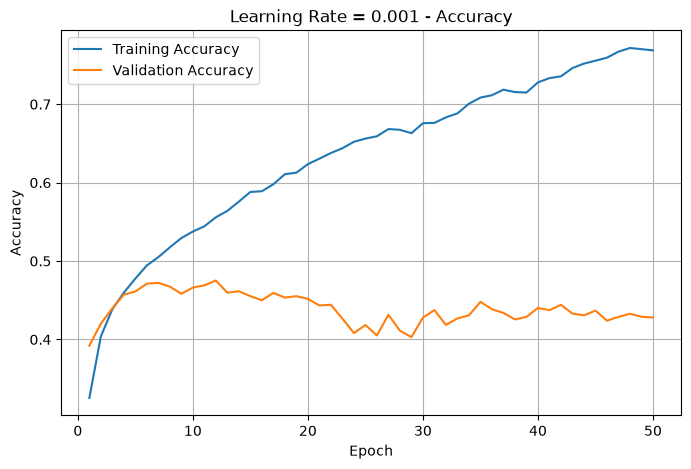 Learning Rate = 0.001 - Accuracy
Training Accuracy
Validation Accuracy
Accuracy
0.7
0.6
0.5
0.4
0 10 20 30 40 50
Epoch